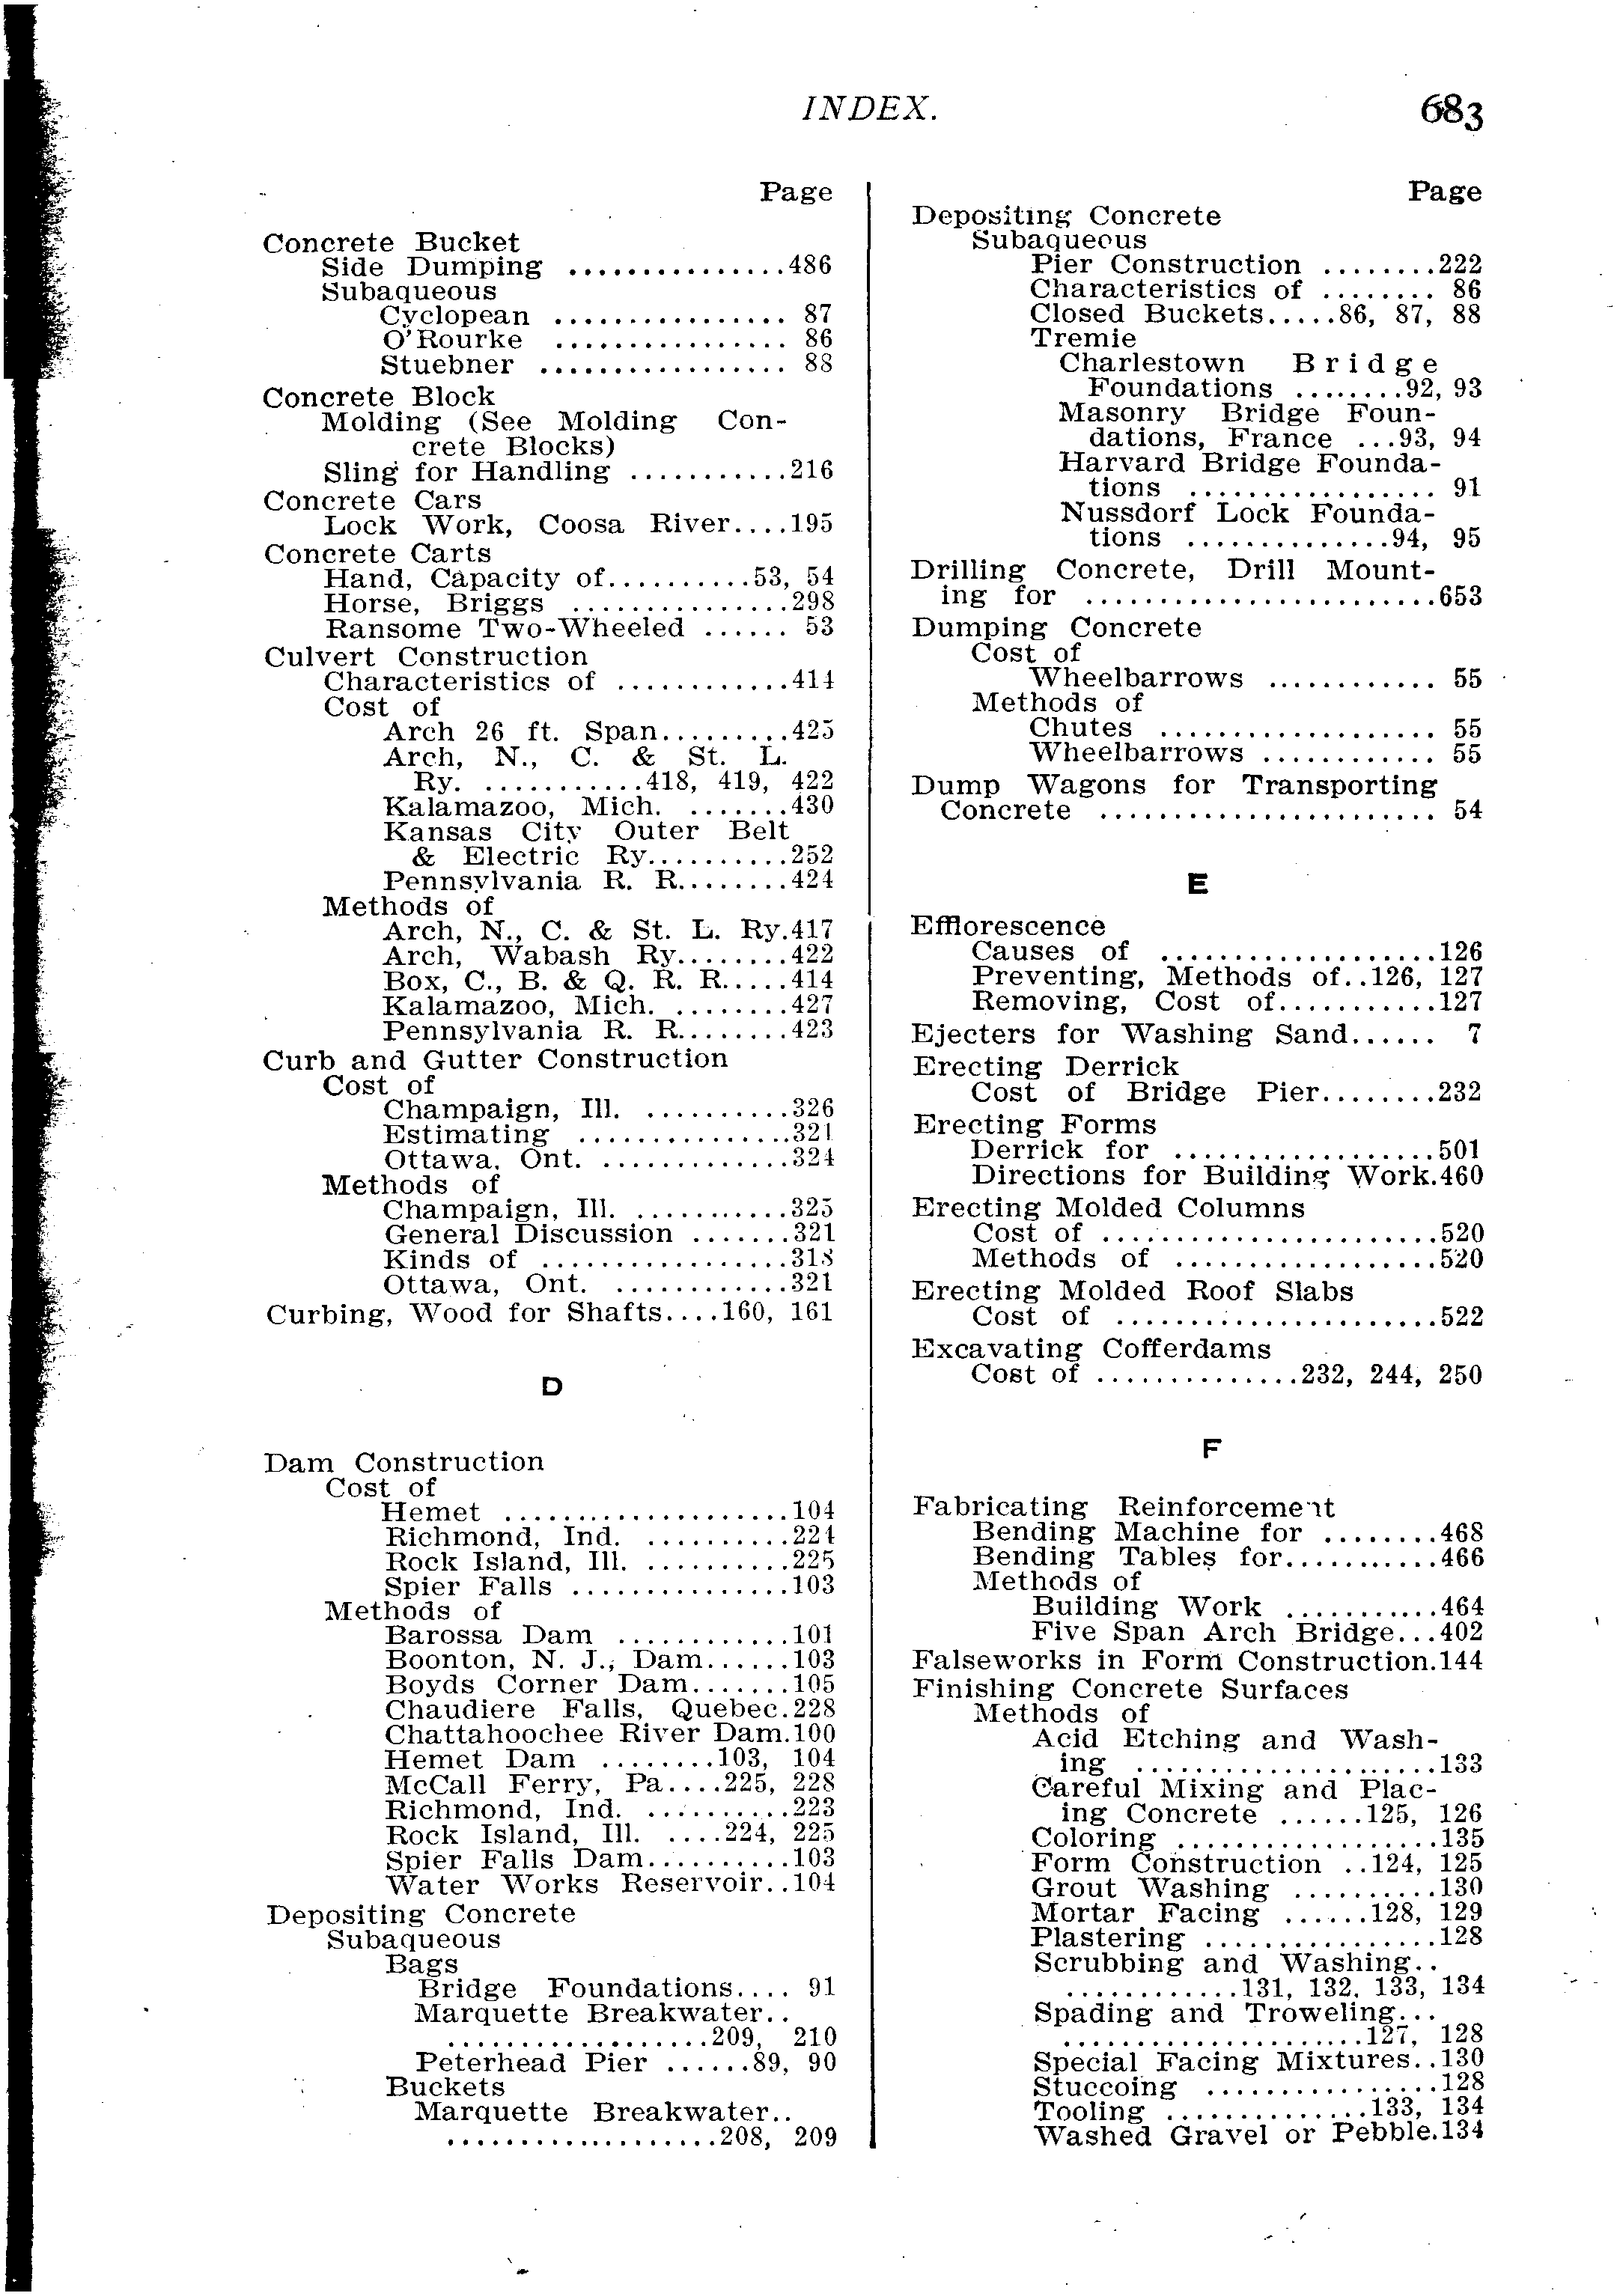 INDEX.
683
Page
Concrete Bucket
Side Dumping ...............486
Subaqueous
Cyclopean ................ 87
O'Rourke ................ 86
Stuebner ................. 88
Concrete Block
Molding (See Molding Con-
crete Blocks)
Sling for Handling ...........216
Concrete Cars
Lock Work, Coosa River....195
Concrete Carts
Hand, Capacity of..........53, 54
Horse, Briggs ...............298
Ransome Two-Wheeled ...... 53
Culvert Construction
Characteristics of ............414
Cost of
Arch 26 ft. Span.........425
Arch, N., C. & St. L.
Ry. ...........418, 419, 422
Kalamazoo, Mich. .......430
Kansas City Outer Belt
& Electric Ry..........252
Pennsylvania R. R........424
Methods of
Arch, N., C. & St. L. Ry.417
Arch, Wabash Ry........422
Box, C., B. & Q. R. R.....414
Kalamazoo, Mich. ........427
Pennsylvania R. R........423
Curb and Gutter Construction
Cost of
Champaign, Ill. ..........326
Estimating ...............321
Ottawa, Ont. .............324
Methods of
Champaign, Ill. ...........325
General Discussion .......321
Kinds of .................318
Ottawa, Ont. ............321
Curbing, Wood for Shafts....160, 161
D
Dam Construction
Cost of
Hemet ....................104
Richmond, Ind. ..........224
Rock Island, Ill. ..........225
Spier Falls ...............103
Methods of
Barossa Dam ............101
Boonton, N. J., Dam......103
Boyds Corner Dam.......105
Chaudiere Falls, Quebec.228
Chattahoochee River Dam.100
Hemet Dam ........103, 104
McCall Ferry, Pa....225, 228
Richmond, Ind. ..........223
Rock Island, Ill. ....224, 225
Spier Falls Dam..........103
Water Works Reservoir..104
Depositing Concrete
Subaqueous
Bags
Bridge Foundations.... 91
Marquette Breakwater..
..................209, 210
Peterhead Pier ......89, 90
Buckets
Marquette Breakwater..
...................208, 209
Page
Depositing Concrete
Subaqueous
Pier Construction ........222
Characteristics of ........ 86
Closed Buckets.....86, 87, 88
Tremie
Charlestown Bridge
Foundations ........92, 93
Masonry Bridge Foun-
dations, France ...93, 94
Harvard Bridge Founda-
tions ................. 91
Nussdorf Lock Founda-
tions ..............94, 95
Drilling Concrete, Drill Mount-
ing for ........................653
Dumping Concrete
Cost of
Wheelbarrows ............ 55
Methods of
Chutes ................... 55
Wheelbarrows ............ 55
Dump Wagons for Transporting
Concrete ....................... 54
E
Efflorescence
Causes of ...................126
Preventing, Methods of..126, 127
Removing, Cost of...........127
Ejecters for Washing Sand...... 7
Erecting Derrick
Cost of Bridge Pier........232
Erecting Forms
Derrick for ..................501
Directions for Building Work.460
Erecting Molded Columns
Cost of .......................520
Methods of ..................520
Erecting Molded Roof Slabs
Cost of ......................522
Excavating Cofferdams
Cost of ..............232, 244, 250
F
Fabricating Reinforcement
Bending Machine for ........468
Bending Tables for...........466
Methods of
Building Work ...........464
Five Span Arch Bridge...402
Falseworks in Form Construction.144
Finishing Concrete Surfaces
Methods of
Acid Etching and Wash-
ing .....................133
Careful Mixing and Plac-
ing Concrete ......125, 126
Coloring ..................135
Form Construction ..124, 125
Grout Washing ..........130
Mortar Facing ......128, 129
Plastering ................128
Scrubbing and Washing..
............131, 132, 133, 134
Spading and Troweling...
.....................127, 128
Special Facing Mixtures..130
Stuccoing ................128
Tooling ..............133, 134
Washed Gravel or Pebble.134